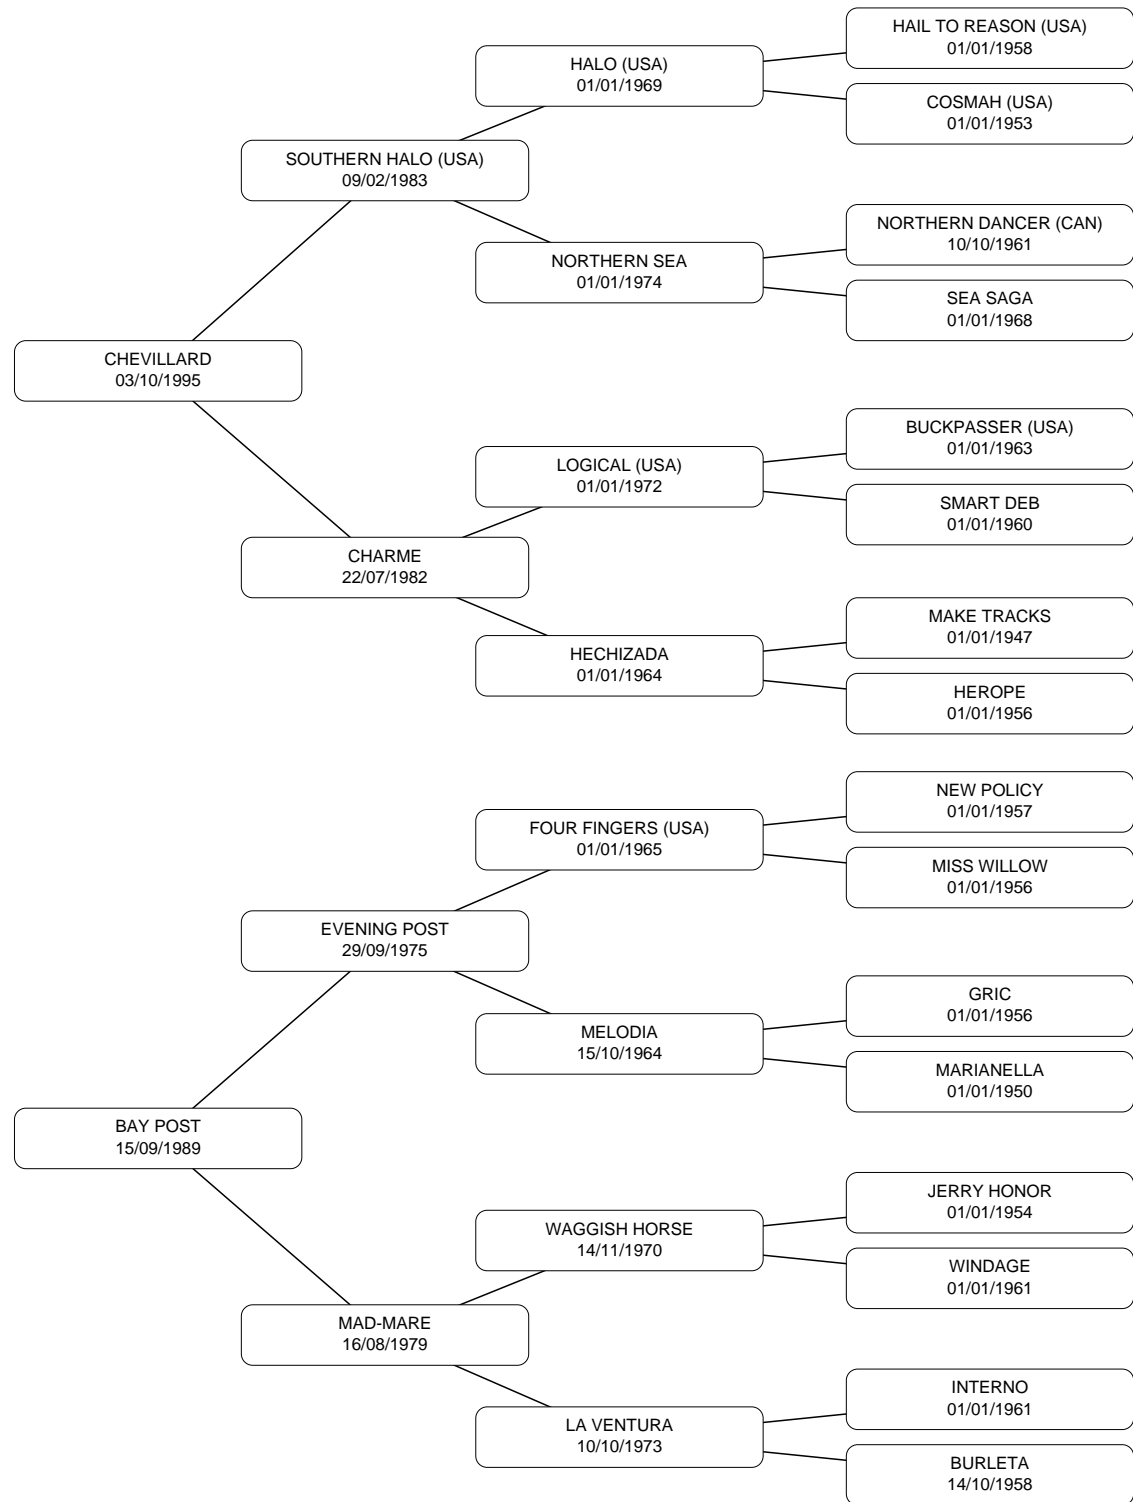 HAIL TO REASON (USA)
01/01/1958
HALO (USA)
01/01/1969
COSMAH (USA)
01/01/1953
SOUTHERN HALO (USA)
09/02/1983
NORTHERN DANCER (CAN)
10/10/1961
NORTHERN SEA
01/01/1974
SEA SAGA
01/01/1968
CHEVILLARD
03/10/1995
BUCKPASSER (USA)
01/01/1963
LOGICAL (USA)
01/01/1972
SMART DEB
01/01/1960
CHARME
22/07/1982
MAKE TRACKS
01/01/1947
HECHIZADA
01/01/1964
HEROPE
01/01/1956
NEW POLICY
01/01/1957
FOUR FINGERS (USA)
01/01/1965
MISS WILLOW
01/01/1956
EVENING POST
29/09/1975
GRIC
01/01/1956
MELODIA
15/10/1964
MARIANELLA
01/01/1950
BAY POST
15/09/1989
JERRY HONOR
01/01/1954
WAGGISH HORSE
14/11/1970
WINDAGE
01/01/1961
MAD-MARE
16/08/1979
INTERNO
01/01/1961
LA VENTURA
10/10/1973
BURLETA
14/10/1958